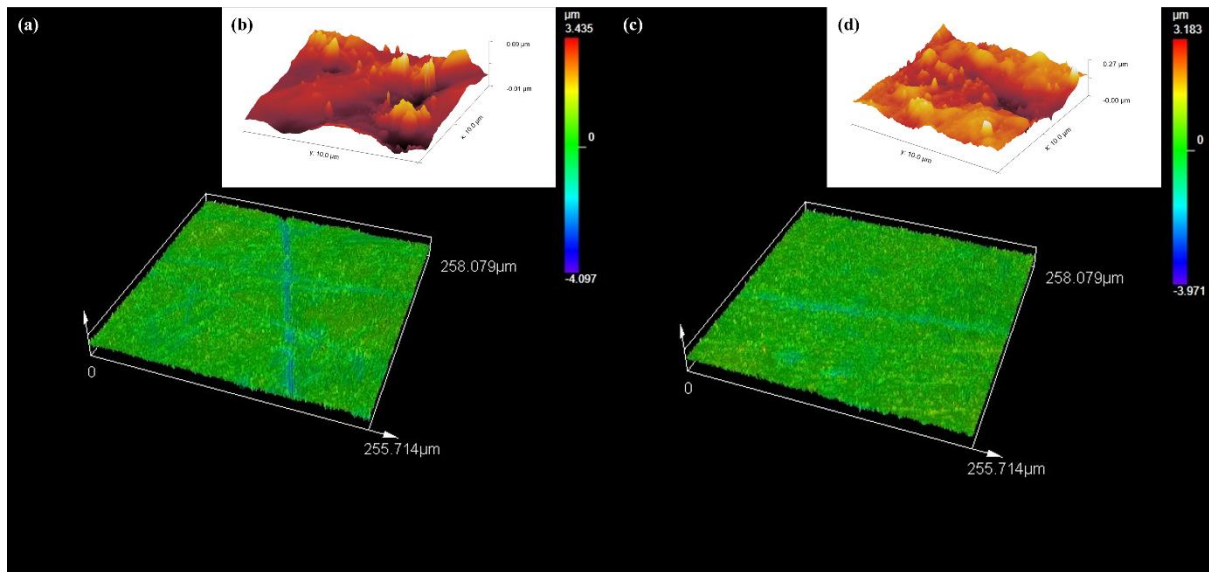 (a)
(b)
0.09 µm
-0.01 µm
x: 10.0 µm
y: 10.0 µm
µm
3.435
0
-4.097
258.079µm
0
255.714µm
(c)
(d)
0.27 µm
-0.00 µm
x: 10.0 µm
y: 10.0 µm
µm
3.183
0
-3.971
258.079µm
0
255.714µm